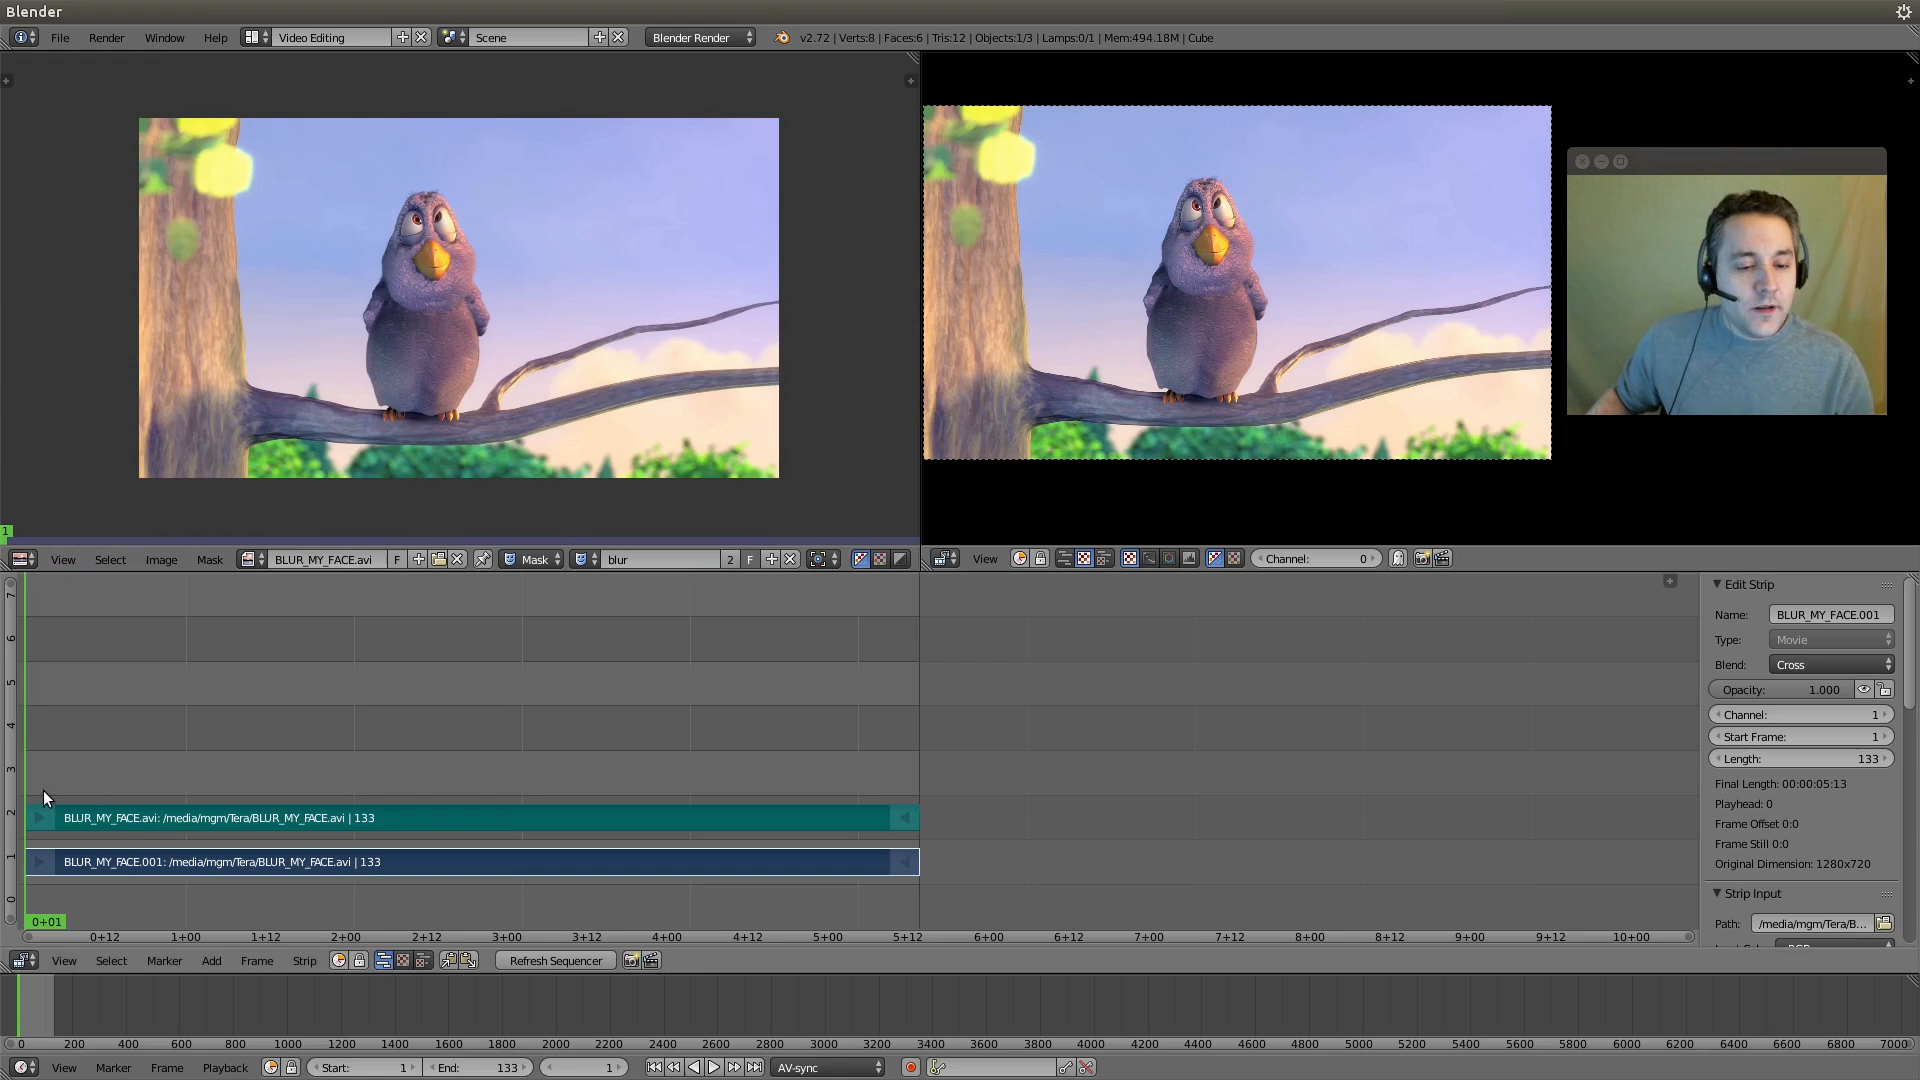 Blender
File Render Window Help Video Editing Scene Blender Render v2.72 | Verts:8 | Faces:6 | Tris:12 | Objects:1/3 | Lamps:0/1 | Mem:494.18M | Cube
1
View Select Image Mask BLUR_MY_FACE.avi F Mask blur 2 F
View Channel: 0
7
6
5
4
3
2
1
0
BLUR_MY_FACE.avi: /media/mgm/Tera/BLUR_MY_FACE.avi | 133
BLUR_MY_FACE.001: /media/mgm/Tera/BLUR_MY_FACE.avi | 133
0+01
0+12 1+00 1+12 2+00 2+12 3+00 3+12 4+00 4+12 5+00 5+12 6+00 6+12 7+00 7+12 8+00 8+12 9+00 9+12 10+00
Edit Strip
Name: BLUR_MY_FACE.001
Type: Movie
Blend: Cross
Opacity: 1.000
Channel: 1
Start Frame: 1
Length: 133
Final Length: 00:00:05:13
Playhead: 0
Frame Offset 0:0
Frame Still 0:0
Original Dimension: 1280x720
Strip Input
Path: /media/mgm/Tera/B...
View Select Marker Add Frame Strip Refresh Sequencer
0 200 400 600 800 1000 1200 1400 1600 1800 2000 2200 2400 2600 2800 3000 3200 3400 3600 3800 4000 4200 4400 4600 4800 5000 5200 5400 5600 5800 6000 6200 6400 6600 6800 7000
View Marker Frame Playback Start: 1 End: 133 1 AV-sync